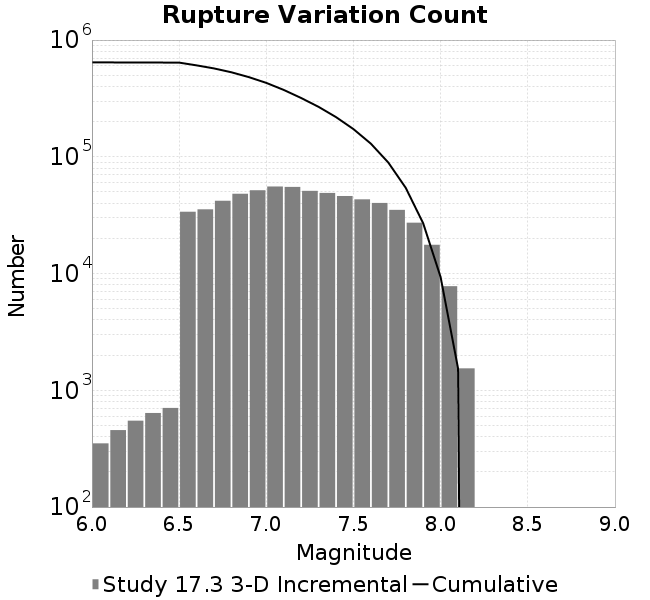 Rupture Variation Count
10^6
10^5
10^4
10^3
10^2
Number
6.0 6.5 7.0 7.5 8.0 8.5 9.0
Magnitude
Study 17.3 3-D Incremental Cumulative